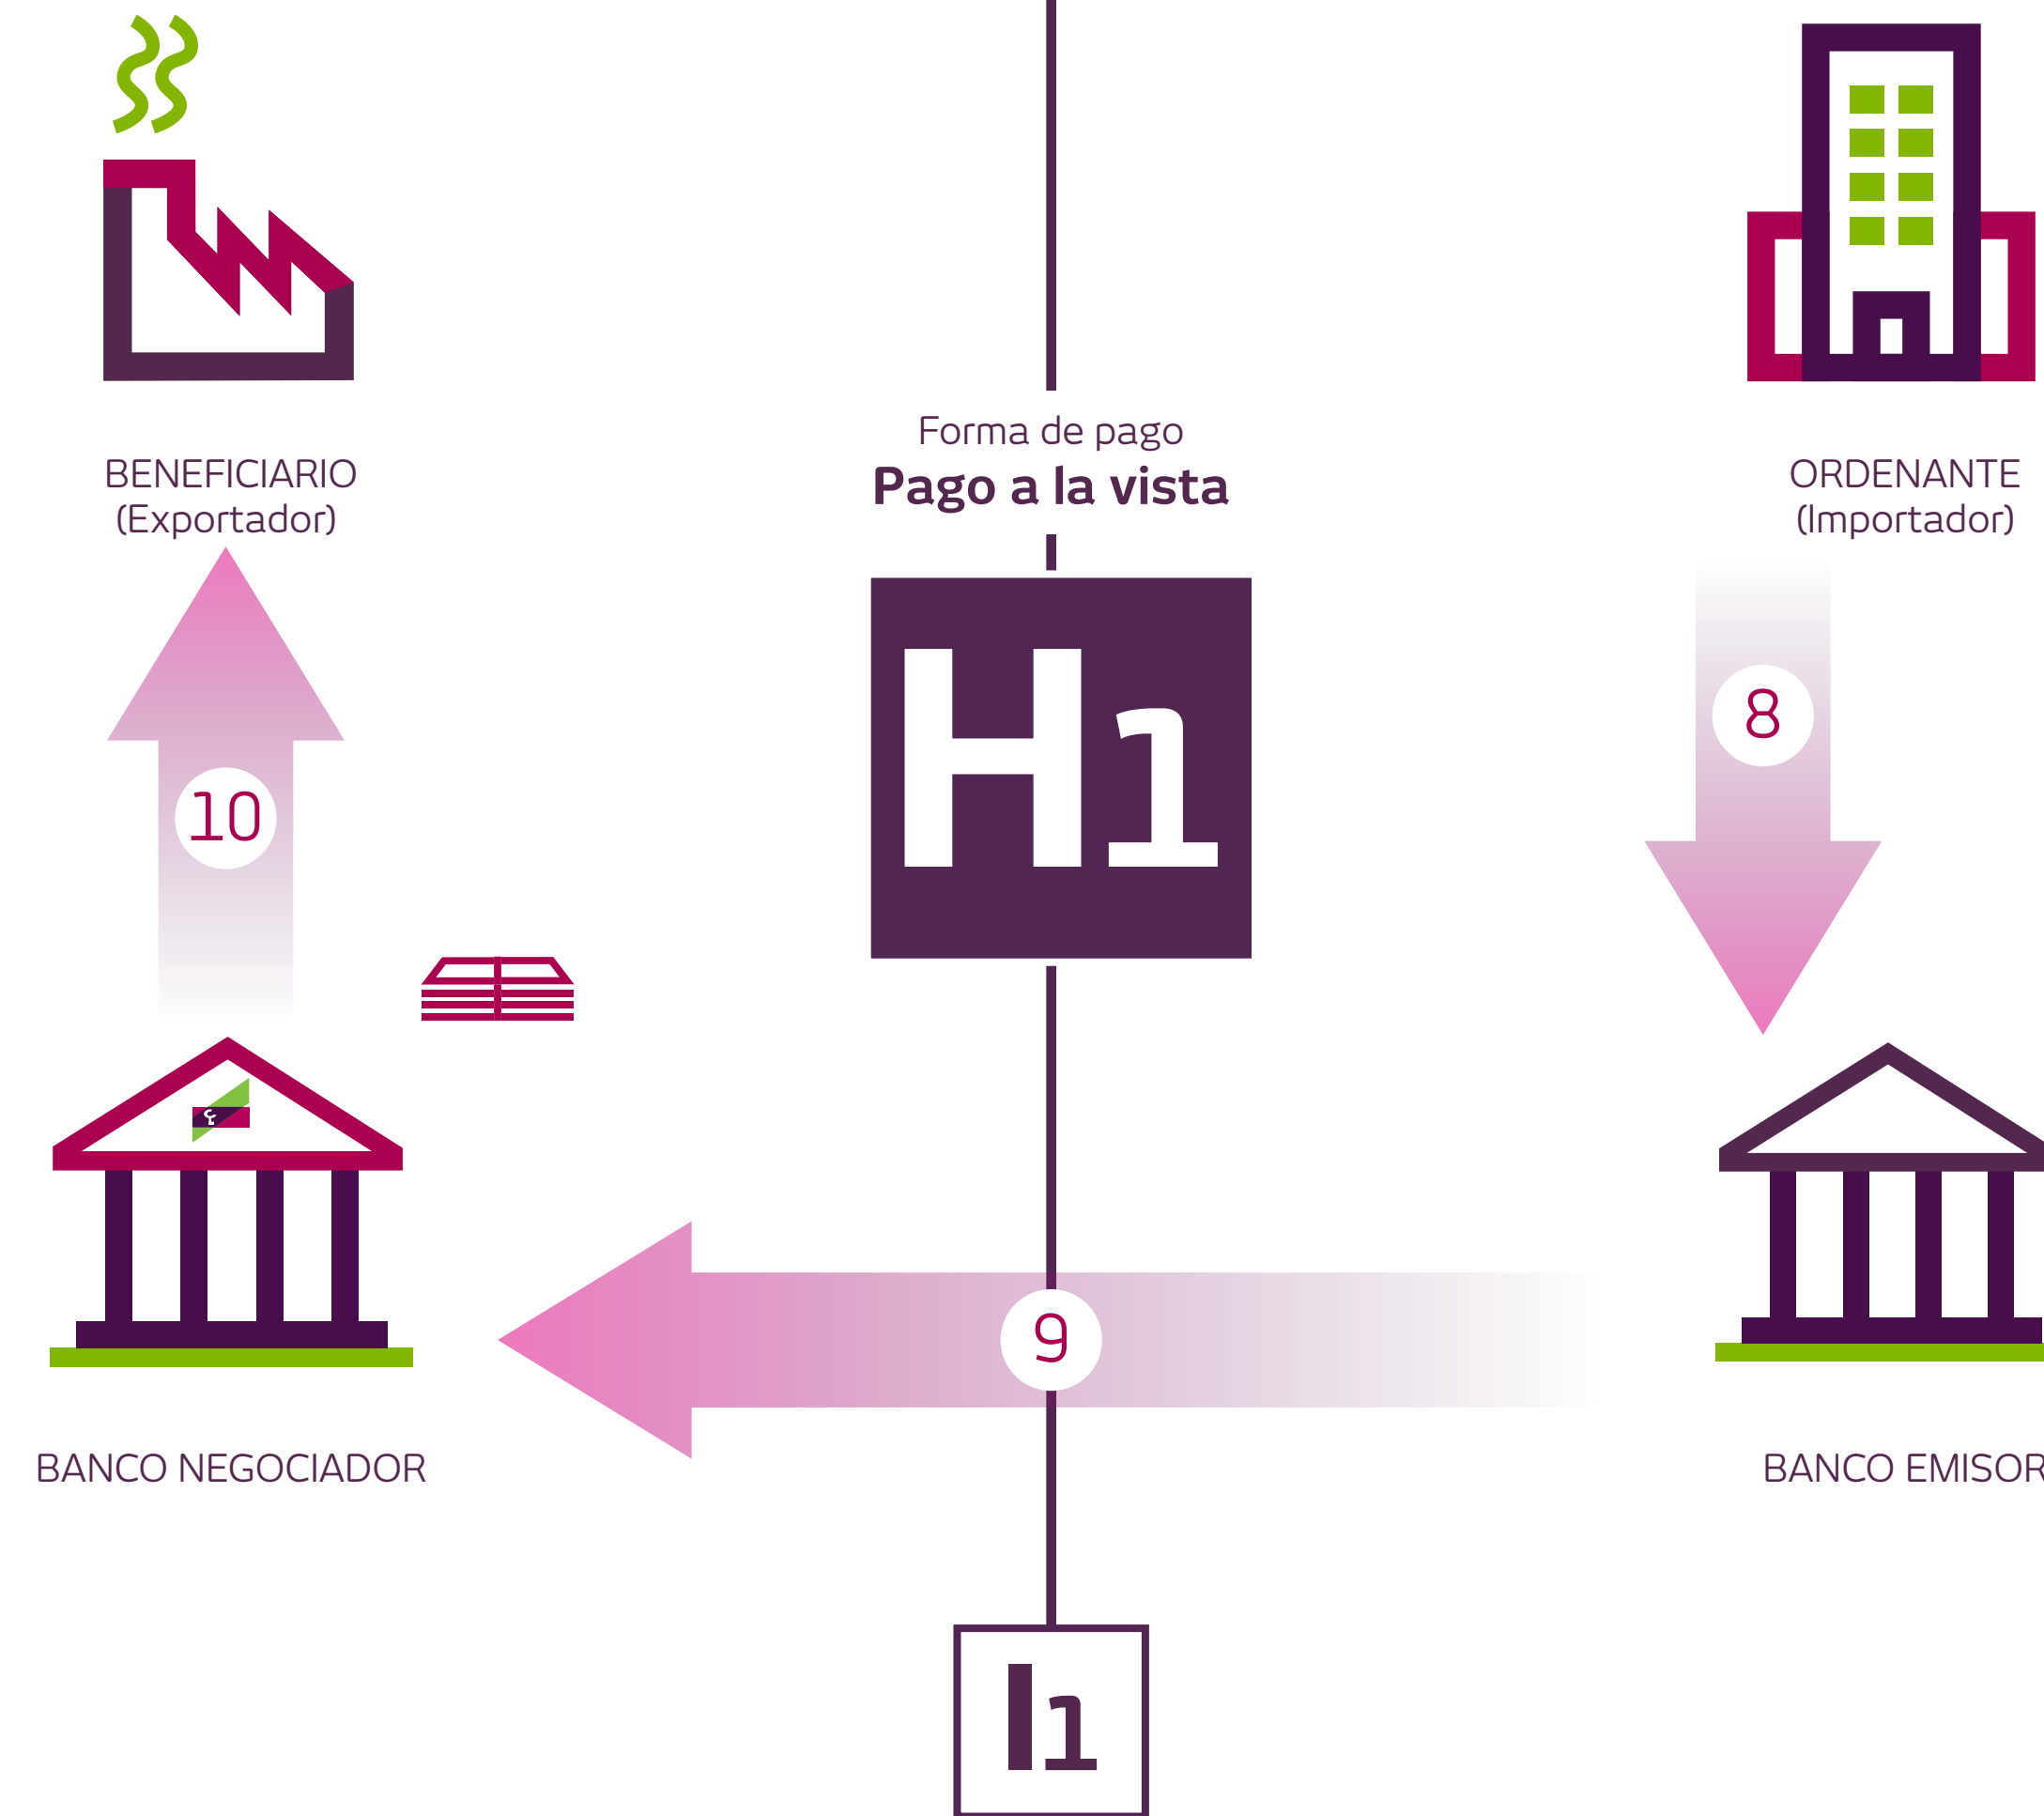 Forma de pago
Pago a la vista
BENEFICIARIO
(Exportador)
ORDENANTE
(Importador)
H1
8
10
9
BANCO NEGOCIADOR
BANCO EMISOR
I1